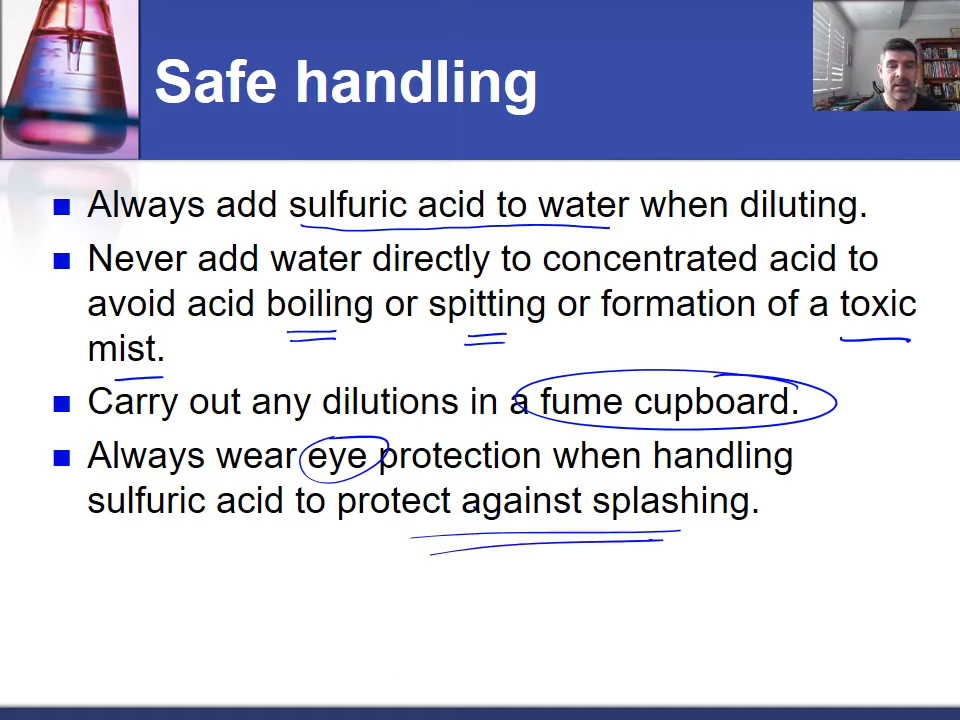 Safe handling
Always add sulfuric acid to water when diluting.
Never add water directly to concentrated acid to
avoid acid boiling or spitting or formation of a toxic
mist.
Carry out any dilutions in a fume cupboard.
Always wear eye protection when handling
sulfuric acid to protect against splashing.